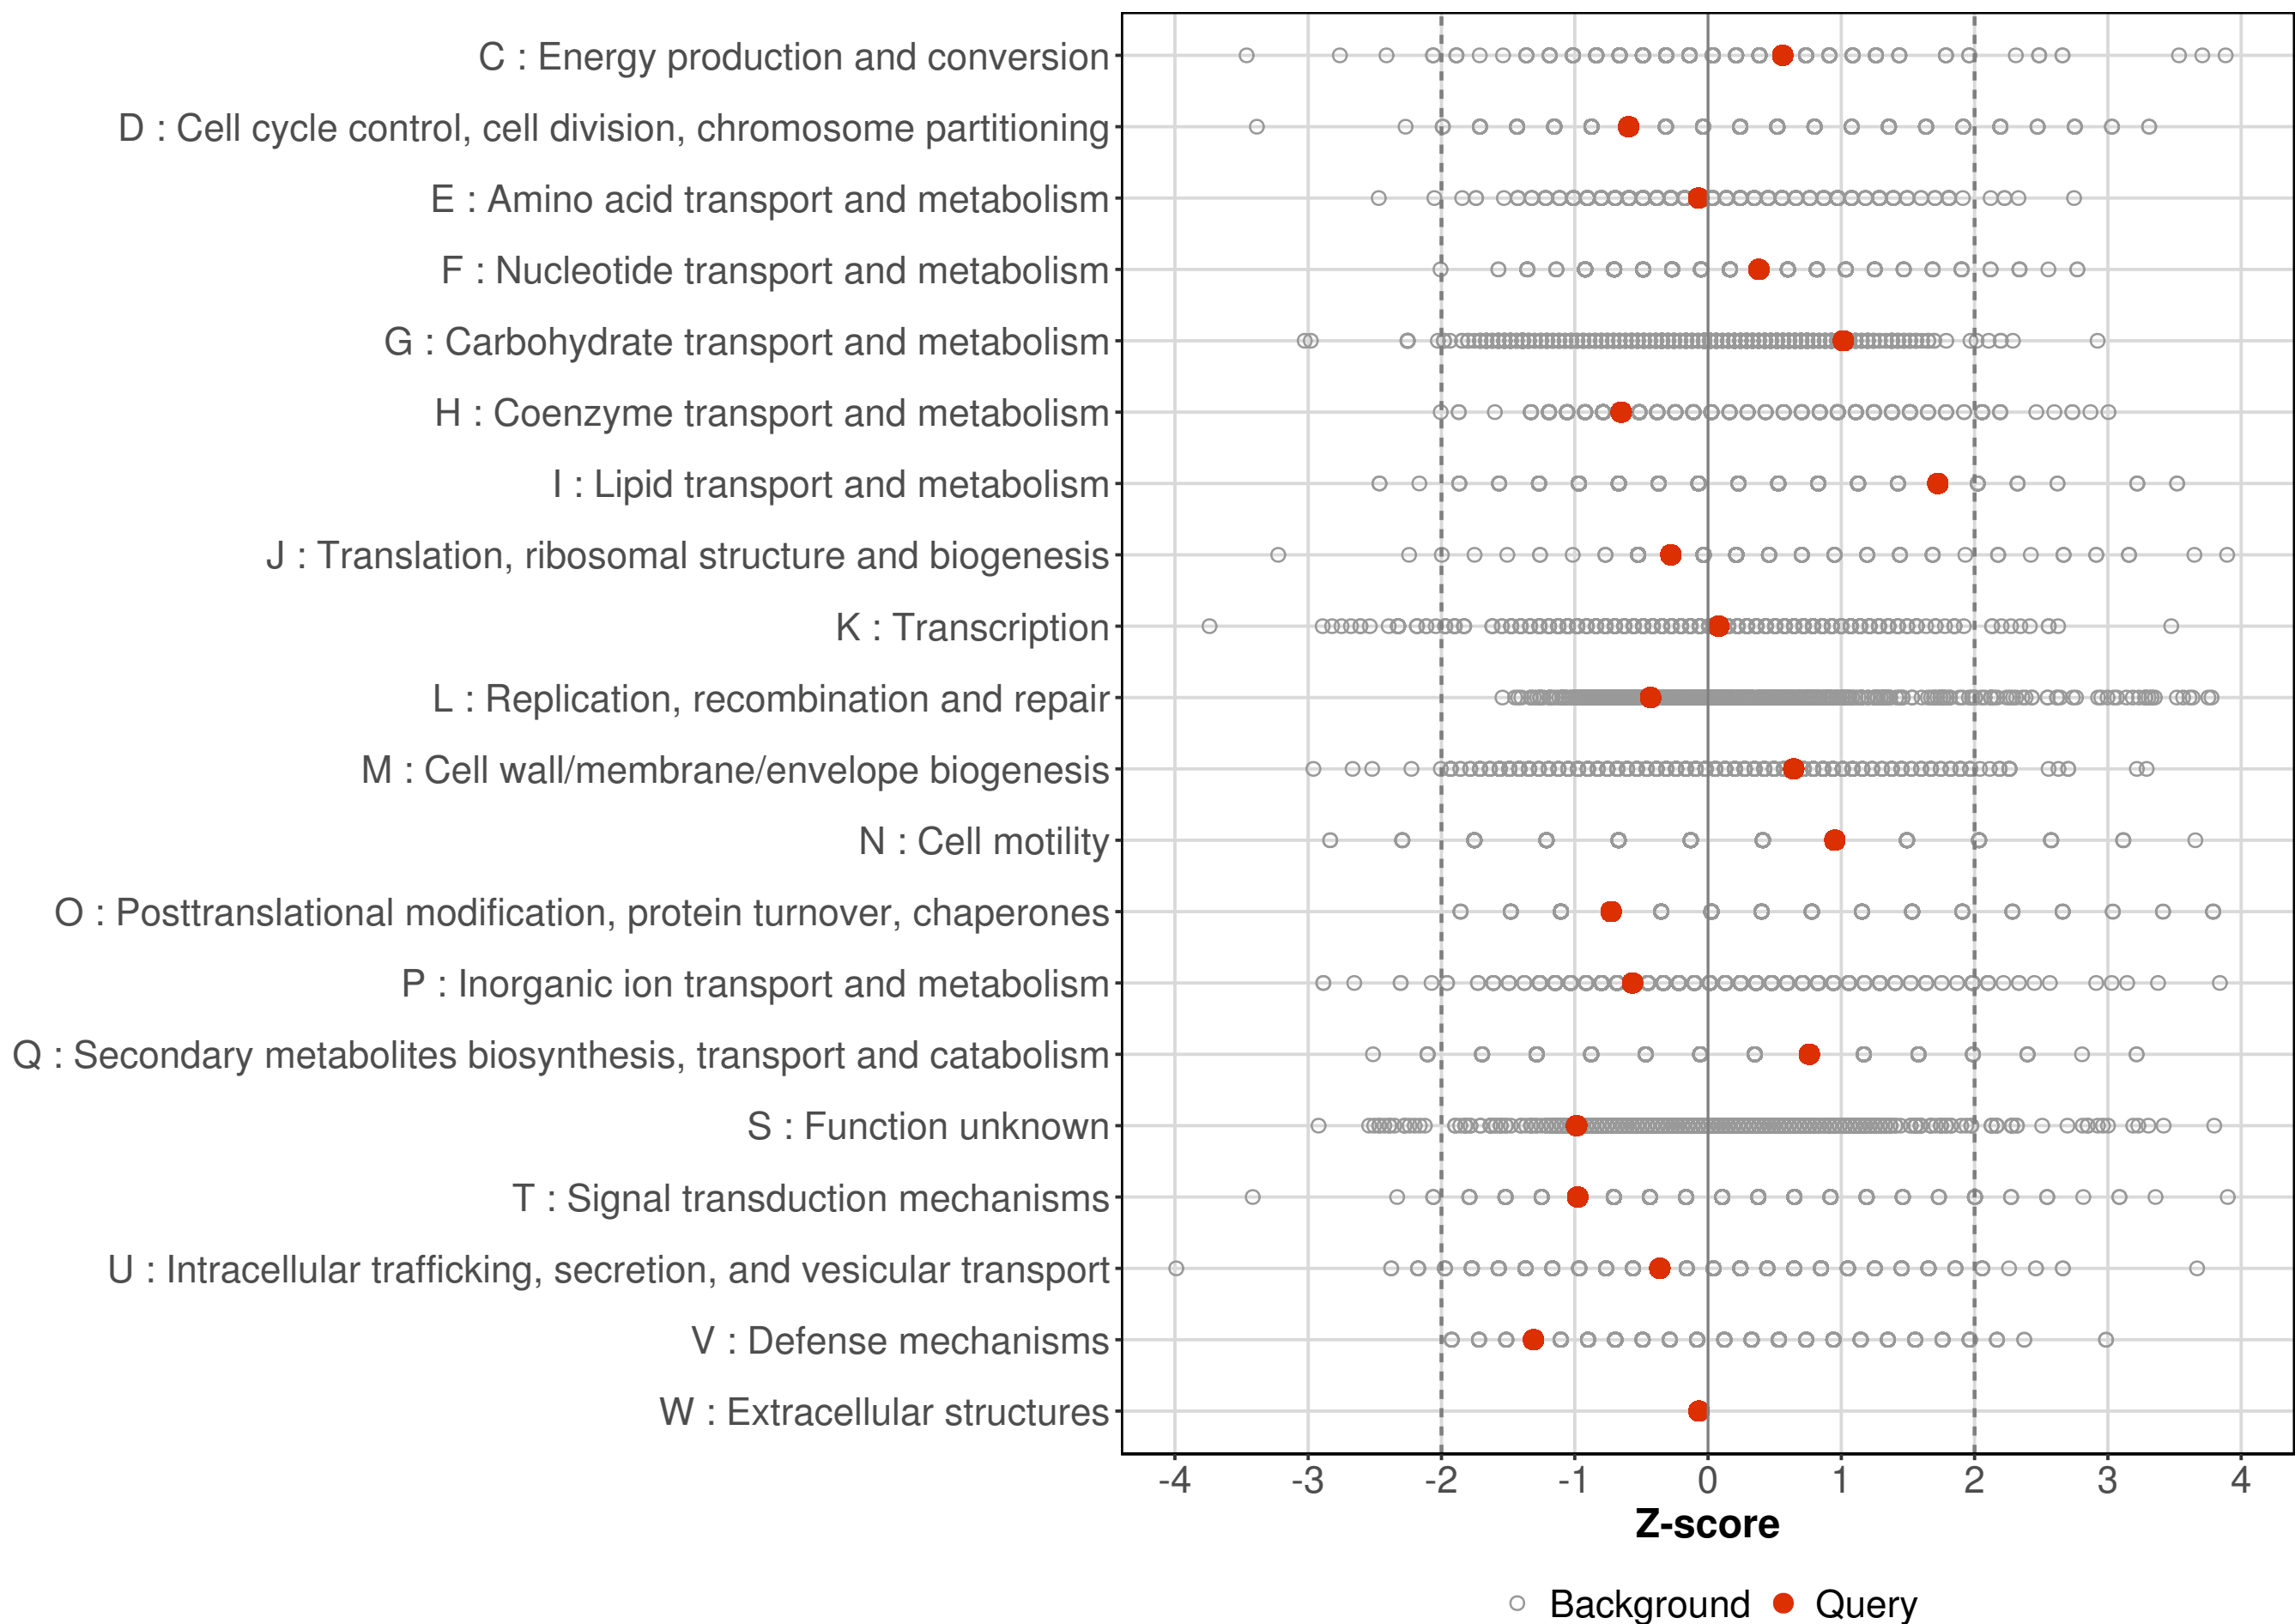 C : Energy production and conversion
D : Cell cycle control, cell division, chromosome partitioning
E : Amino acid transport and metabolism
F : Nucleotide transport and metabolism
G : Carbohydrate transport and metabolism
H : Coenzyme transport and metabolism
I : Lipid transport and metabolism
J : Translation, ribosomal structure and biogenesis
K : Transcription
L : Replication, recombination and repair
M : Cell wall/membrane/envelope biogenesis
N : Cell motility
O : Posttranslational modification, protein turnover, chaperones
P : Inorganic ion transport and metabolism
Q : Secondary metabolites biosynthesis, transport and catabolism
S : Function unknown
T : Signal transduction mechanisms
U : Intracellular trafficking, secretion, and vesicular transport
V : Defense mechanisms
W : Extracellular structures
-4 -3 -2 -1 0 1 2 3 4
Z-score
Background Query